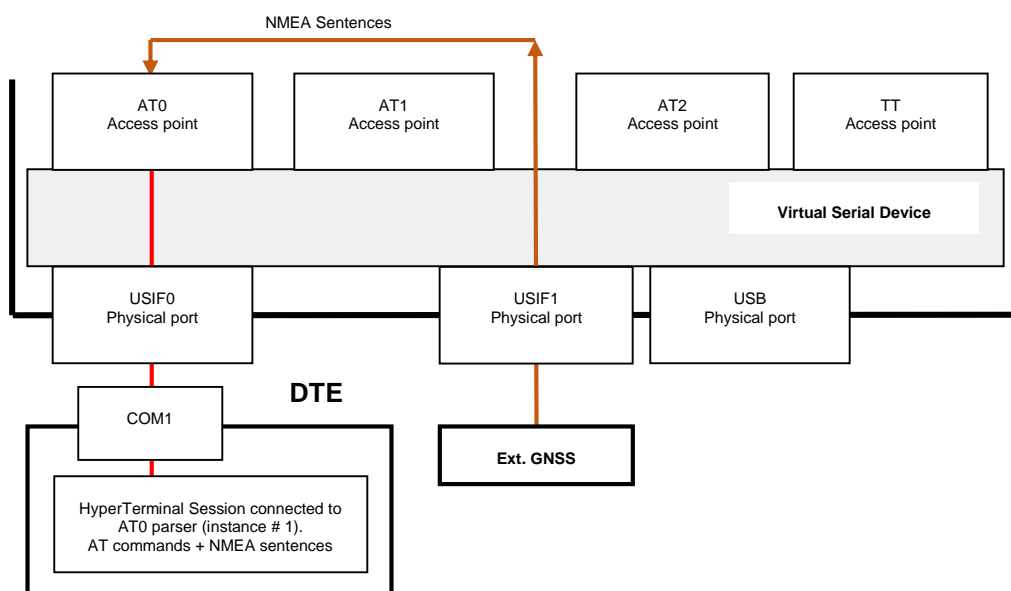 NMEA Sentences
AT0
Access point
AT1
Access point
AT2
Access point
TT
Access point
Virtual Serial Device
USIF0
Physical port
USIF1
Physical port
USB
Physical port
DTE
COM1
Ext. GNSS
HyperTerminal Session connected to
AT0 parser (instance # 1).
AT commands + NMEA sentences